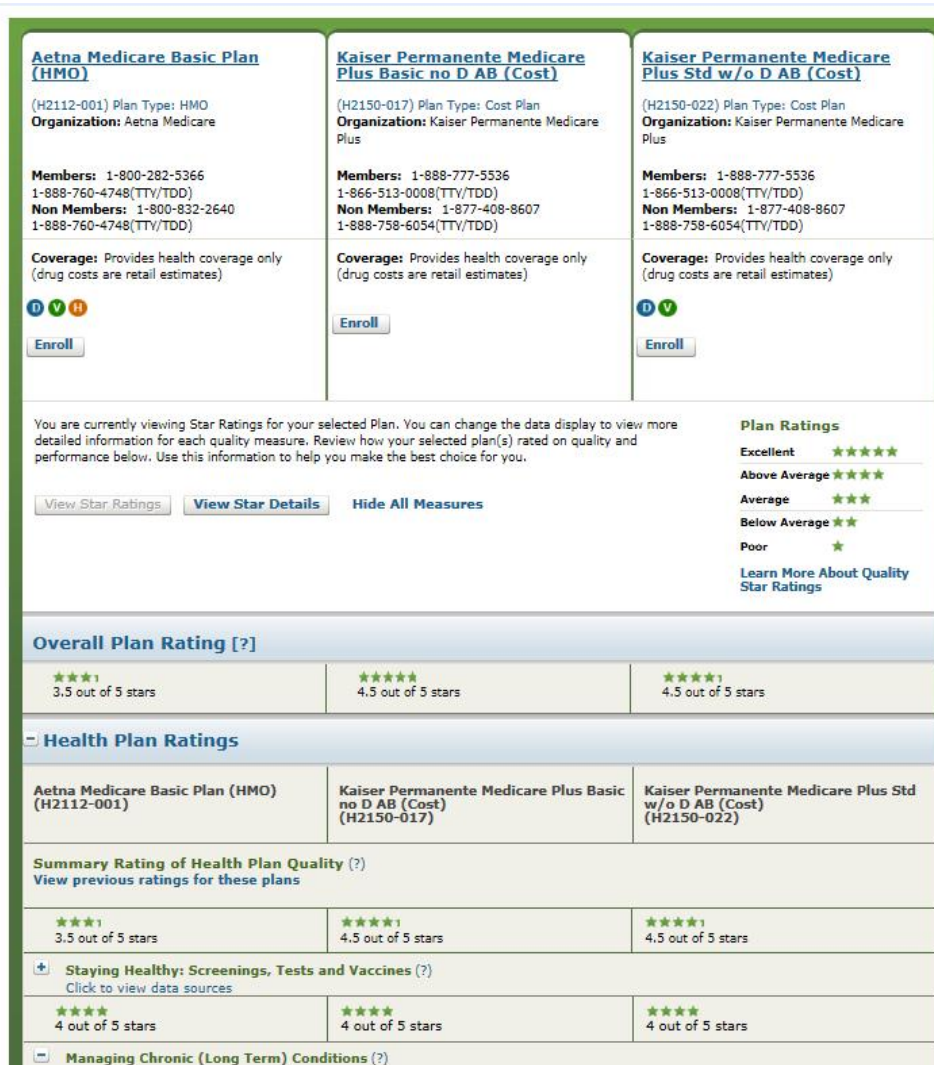 Aetna Medicare Basic Plan
(HMO)
(H2112-001) Plan Type: HMO
Organization: Aetna Medicare
Members: 1-800-282-5366
1-888-760-4748(TTY/TDD)
Non Members: 1-800-832-2640
1-888-760-4748(TTY/TDD)
Coverage: Provides health coverage only
(drug costs are retail estimates)
D V H
Enroll
Kaiser Permanente Medicare
Plus Basic no D AB (Cost)
(H2150-017) Plan Type: Cost Plan
Organization: Kaiser Permanente Medicare
Plus
Members: 1-888-777-5536
1-866-513-0008(TTY/TDD)
Non Members: 1-877-408-8607
1-888-758-6054(TTY/TDD)
Coverage: Provides health coverage only
(drug costs are retail estimates)
Enroll
Kaiser Permanente Medicare
Plus Std w/o D AB (Cost)
(H2150-022) Plan Type: Cost Plan
Organization: Kaiser Permanente Medicare
Plus
Members: 1-888-777-5536
1-866-513-0008(TTY/TDD)
Non Members: 1-877-408-8607
1-888-758-6054(TTY/TDD)
Coverage: Provides health coverage only
(drug costs are retail estimates)
D V
Enroll
You are currently viewing Star Ratings for your selected Plan. You can change the data display to view more
detailed information for each quality measure. Review how your selected plan(s) rated on quality and
performance below. Use this information to help you make the best choice for you.
View Star Ratings View Star Details Hide All Measures
Plan Ratings
Excellent
Above Average
Average
Below Average
Poor
Learn More About Quality
Star Ratings
Overall Plan Rating [?]
3.5 out of 5 stars
4.5 out of 5 stars
4.5 out of 5 stars
Health Plan Ratings
Aetna Medicare Basic Plan (HMO)
(H2112-001)
Kaiser Permanente Medicare Plus Basic
no D AB (Cost)
(H2150-017)
Kaiser Permanente Medicare Plus Std
w/o D AB (Cost)
(H2150-022)
Summary Rating of Health Plan Quality (?)
View previous ratings for these plans
3.5 out of 5 stars
4.5 out of 5 stars
4.5 out of 5 stars
Staying Healthy: Screenings, Tests and Vaccines (?)
Click to view data sources
4 out of 5 stars
4 out of 5 stars
4 out of 5 stars
Managing Chronic (Long Term) Conditions (?)